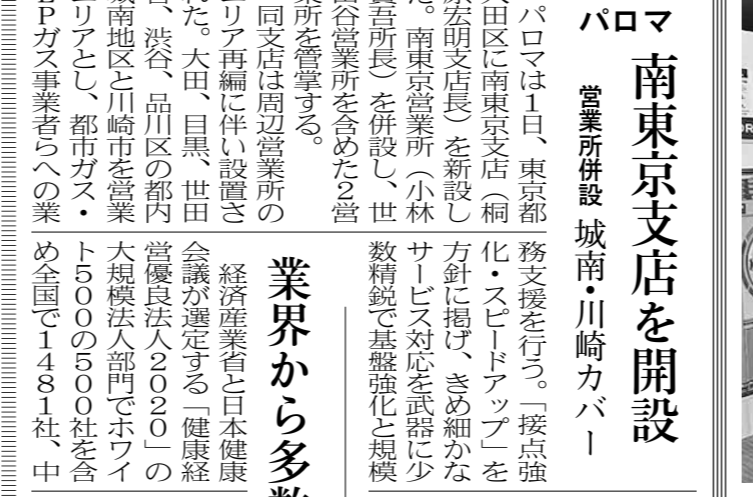 パロマ
南東京支店を開設
営業所併設 城南・川崎カバー
パロマは1日、東京都
大田区に南東京支店(桐
原宏明支店長)を新設し
た。南東京営業所(小林
賢吾所長)を併設し、世
田谷営業所を含めた2営
業所を管掌する。
同支店は周辺営業所の
エリア再編に伴い設置さ
れた。大田、目黒、世田
谷、渋谷、品川区の都内
城南地区と川崎市を営業
エリアとし、都市ガス・
LPガス事業者らへの業
務支援を行う。「接点強
化・スピードアップ」を
方針に掲げ、きめ細かな
サービス対応を武器に少
数精鋭で基盤強化と規模
業界から多数
経済産業省と日本健康
会議が選定する「健康経
営優良法人2020」の
大規模法人部門でホワイ
ト500の500社を含
め全国で1481社、中